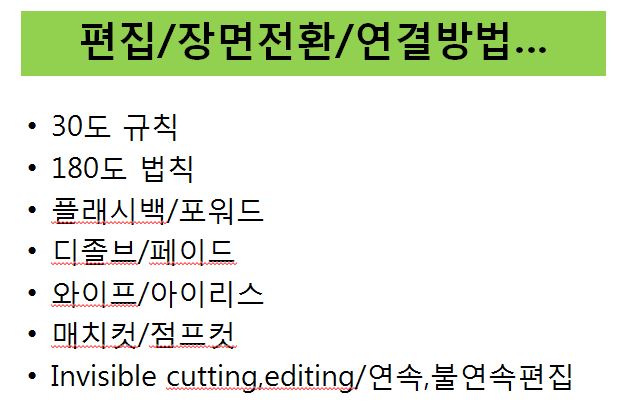 편집/장면전환/연결방법...
• 30도 규칙
• 180도 법칙
• 플래시백/포워드
• 디졸브/페이드
• 와이프/아이리스
• 매치컷/점프컷
• Invisible cutting,editing/연속,불연속편집